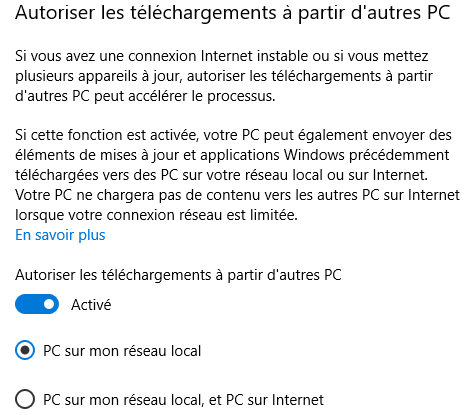 Autoriser les téléchargements à partir d'autres PC
Si vous avez une connexion Internet instable ou si vous mettez
plusieurs appareils à jour, autoriser les téléchargements à partir
d'autres PC peut accélérer le processus.
Si cette fonction est activée, votre PC peut également envoyer des
éléments de mises à jour et applications Windows précédemment
téléchargées vers des PC sur votre réseau local ou sur Internet.
Votre PC ne chargera pas de contenu vers les autres PC sur Internet
lorsque votre connexion réseau est limitée.
En savoir plus
Autoriser les téléchargements à partir d'autres PC
Activé
PC sur mon réseau local
PC sur mon réseau local, et PC sur Internet